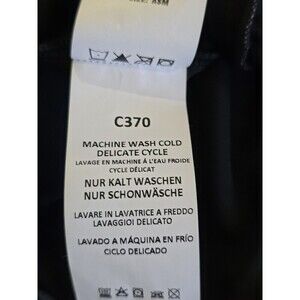 C370
MACHINE WASH COLD
DELICATE CYCLE
LAVAGE EN MACHINE À L'EAU FROIDE
CYCLE DÉLICAT
NUR KALT WASCHEN
NUR SCHONWÄSCHE
LAVARE IN LAVATRICE A FREDDO
LAVAGGIOI DELICATO
LAVADO A MÁQUINA EN FRÍO
CICLO DELICADO